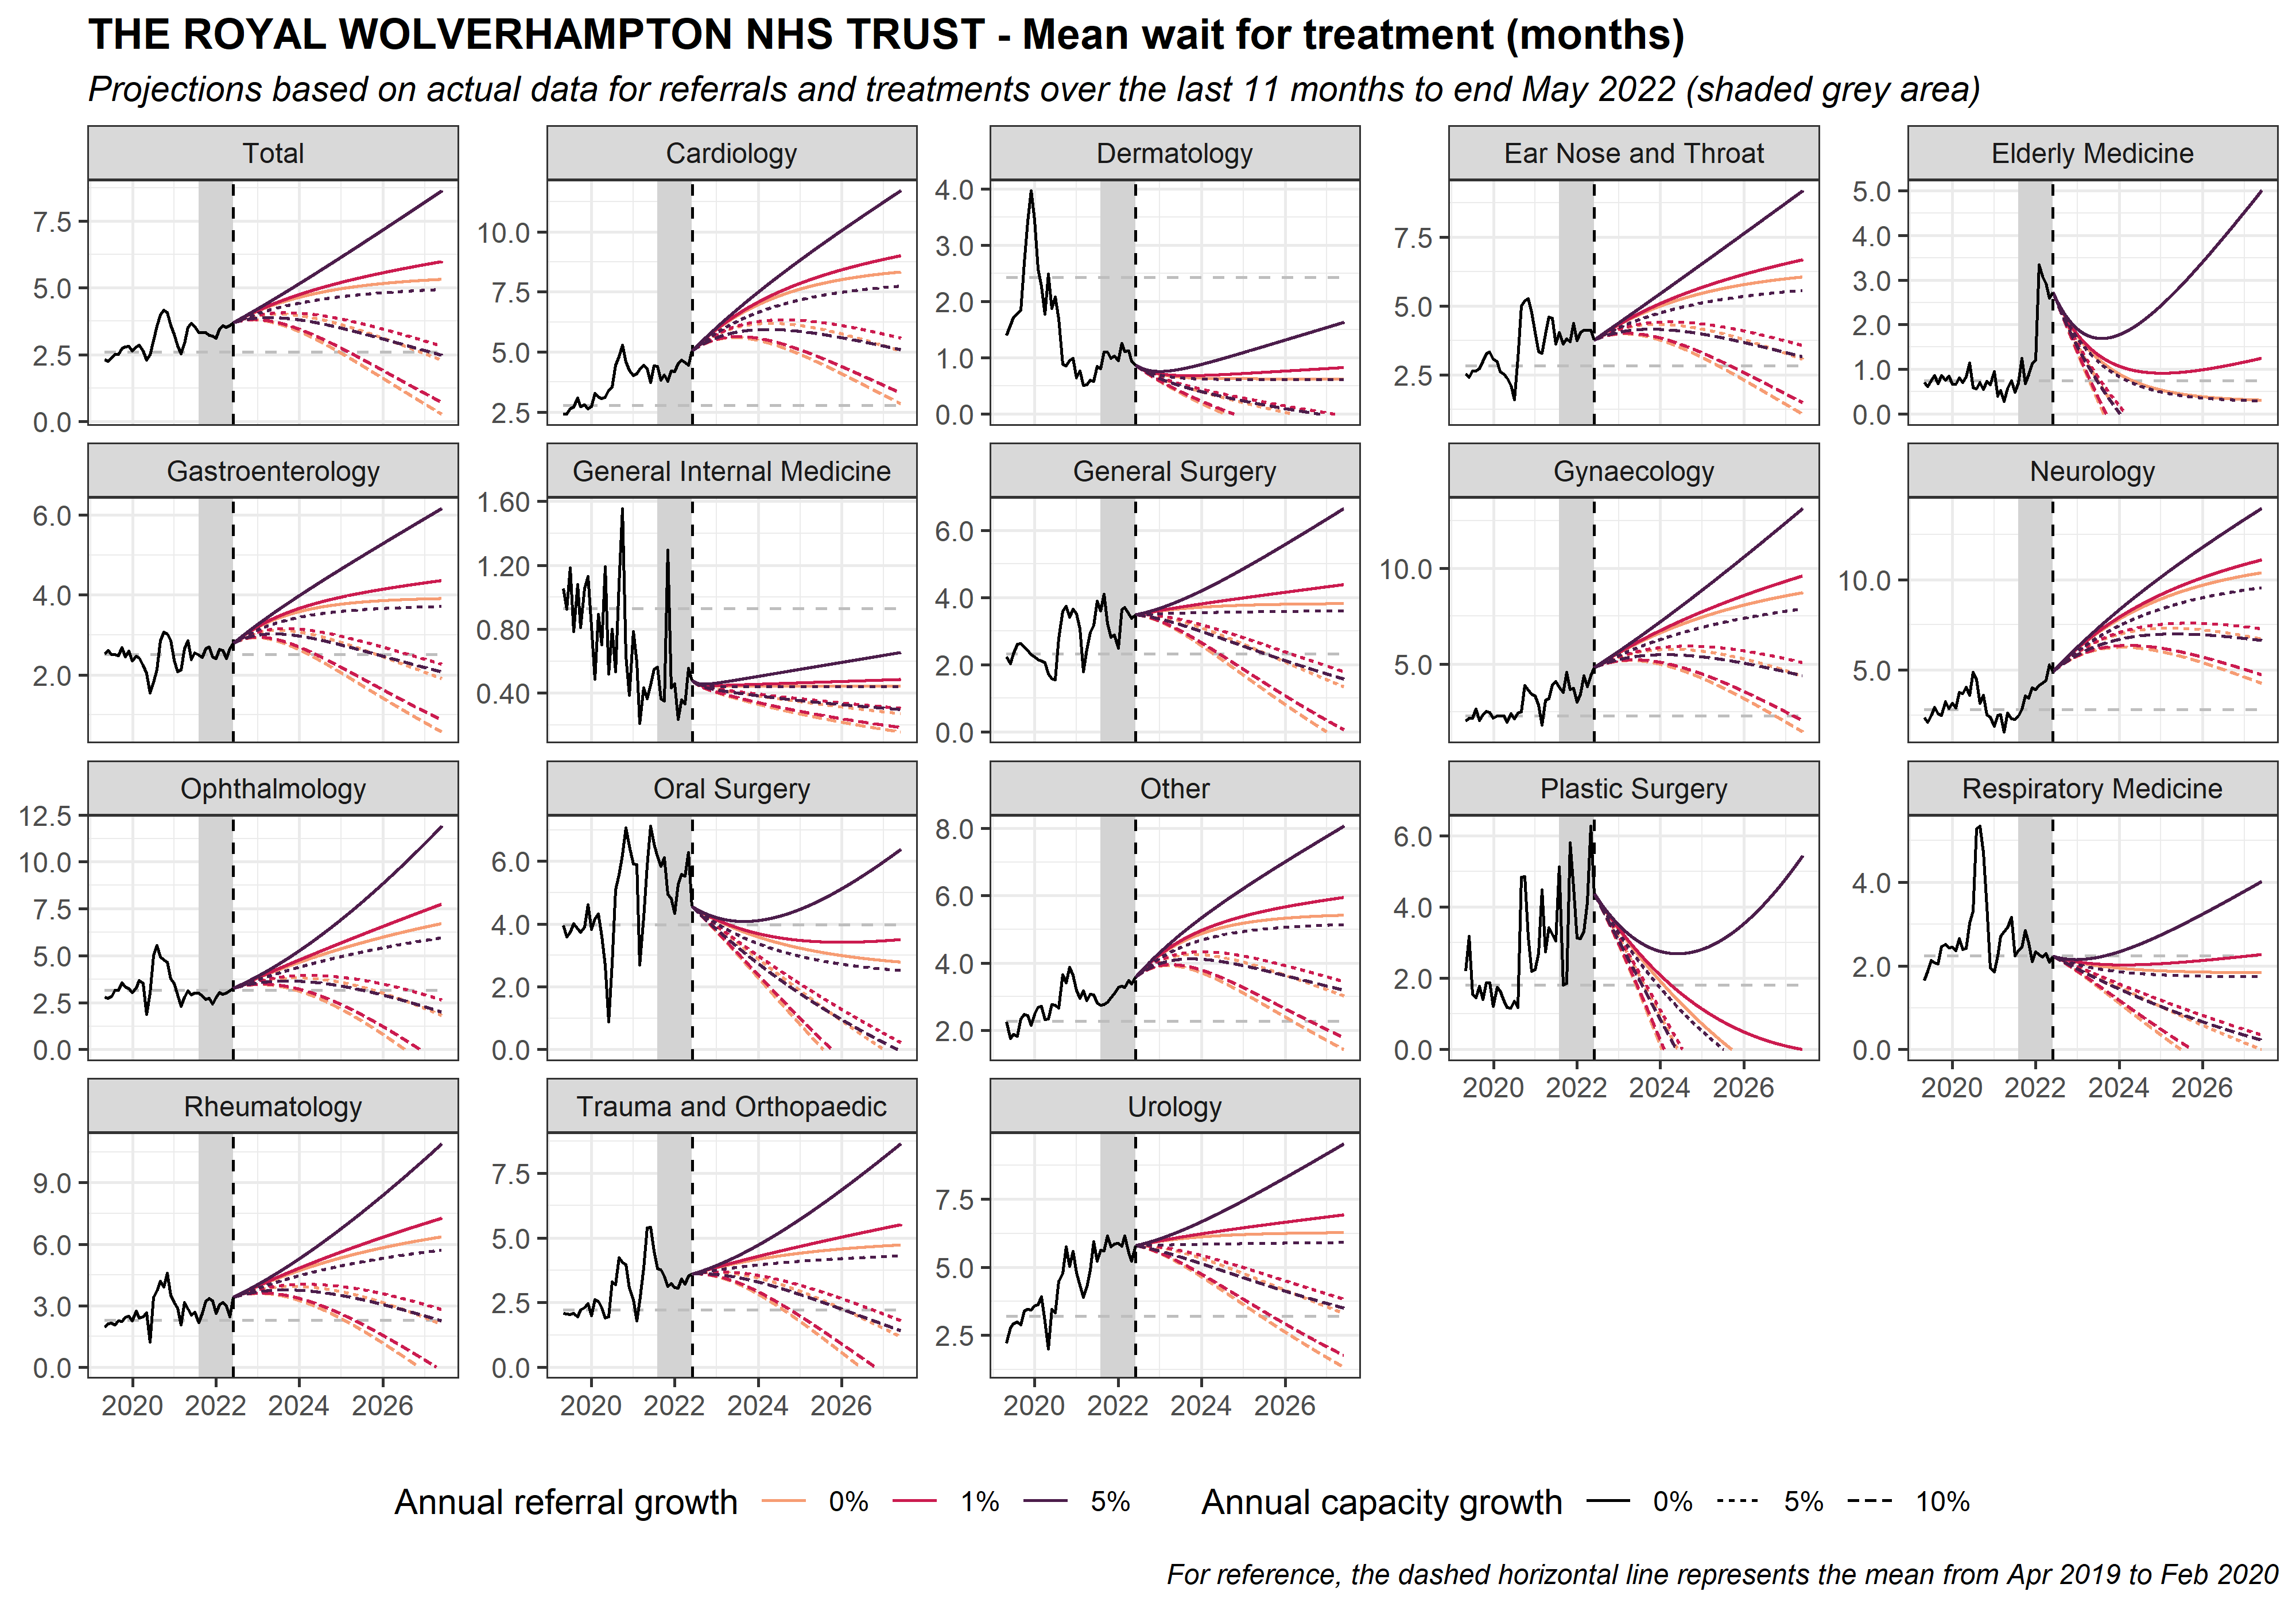 THE ROYAL WOLVERHAMPTON NHS TRUST - Mean wait for treatment (months)
Projections based on actual data for referrals and treatments over the last 11 months to end May 2022 (shaded grey area)
Total
7.5
5.0
2.5
0.0
Cardiology
10.0
7.5
5.0
2.5
Dermatology
4.0
3.0
2.0
1.0
0.0
Ear Nose and Throat
7.5
5.0
2.5
Elderly Medicine
5.0
4.0
3.0
2.0
1.0
0.0
Gastroenterology
6.0
4.0
2.0
General Internal Medicine
1.60
1.20
0.80
0.40
General Surgery
6.0
4.0
2.0
0.0
Gynaecology
10.0
5.0
Neurology
10.0
5.0
Ophthalmology
12.5
10.0
7.5
5.0
2.5
0.0
Oral Surgery
6.0
4.0
2.0
0.0
Other
8.0
6.0
4.0
2.0
Plastic Surgery
6.0
4.0
2.0
0.0
2020 2022 2024 2026
Respiratory Medicine
4.0
2.0
0.0
2020 2022 2024 2026
Rheumatology
9.0
6.0
3.0
0.0
2020 2022 2024 2026
Trauma and Orthopaedic
7.5
5.0
2.5
0.0
2020 2022 2024 2026
Urology
7.5
5.0
2.5
2020 2022 2024 2026
Annual referral growth 0% 1% 5% Annual capacity growth 0% 5% 10%
For reference, the dashed horizontal line represents the mean from Apr 2019 to Feb 2020